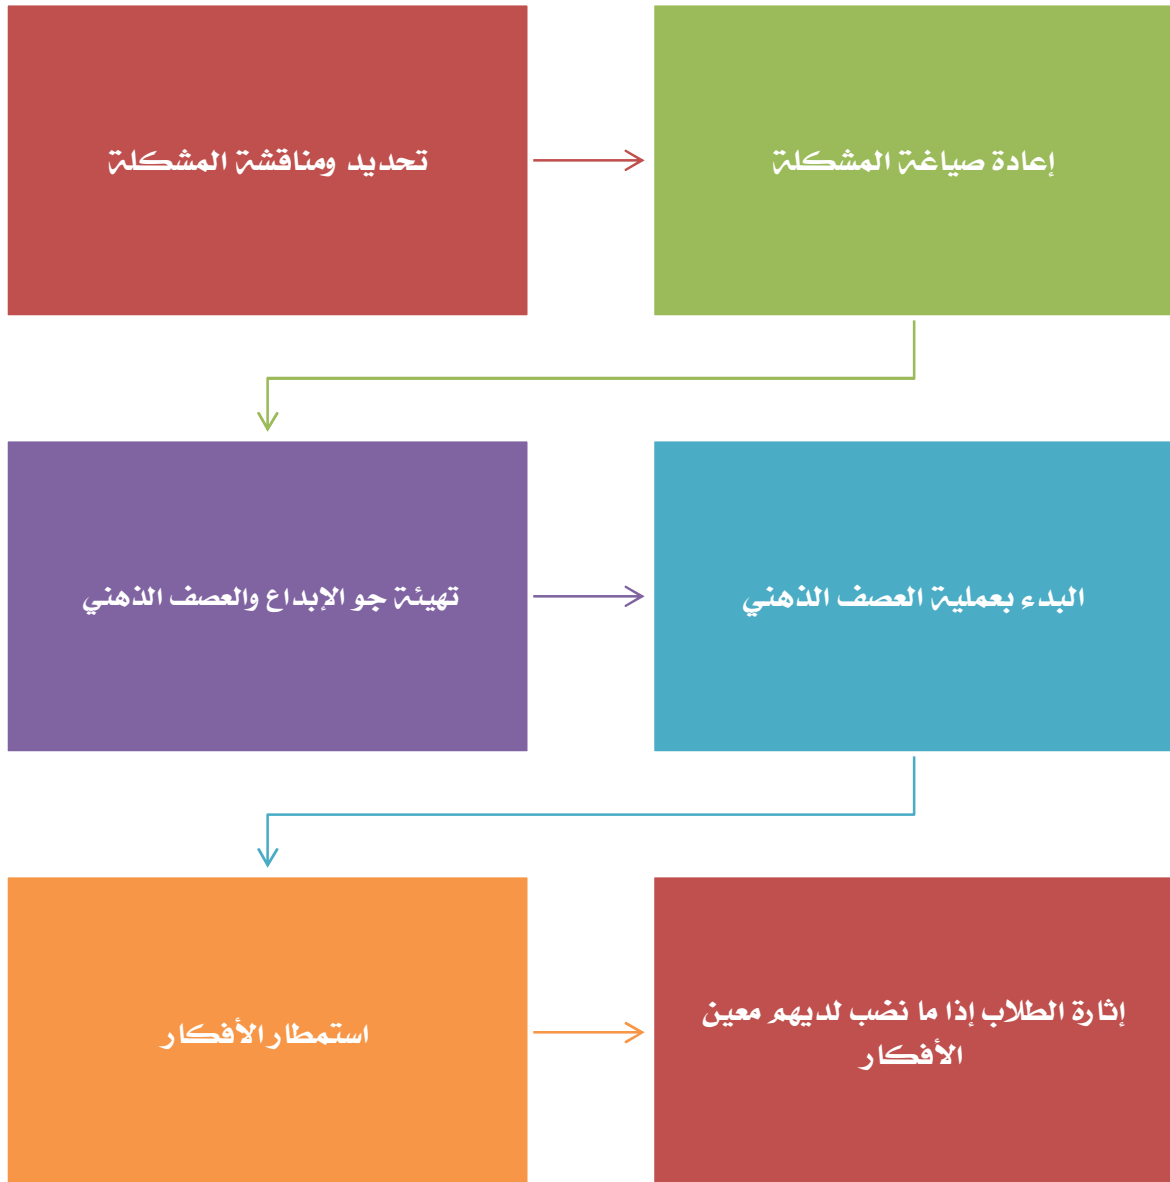 تحديد ومناقشة المشكلة
إعادة صياغة المشكلة
تهيئة جو الإبداع والعصف الذهني
البدء بعملية العصف الذهني
استمطار الأفكار
إثارة الطلاب إذا ما نضب لديهم معين
الأفكار